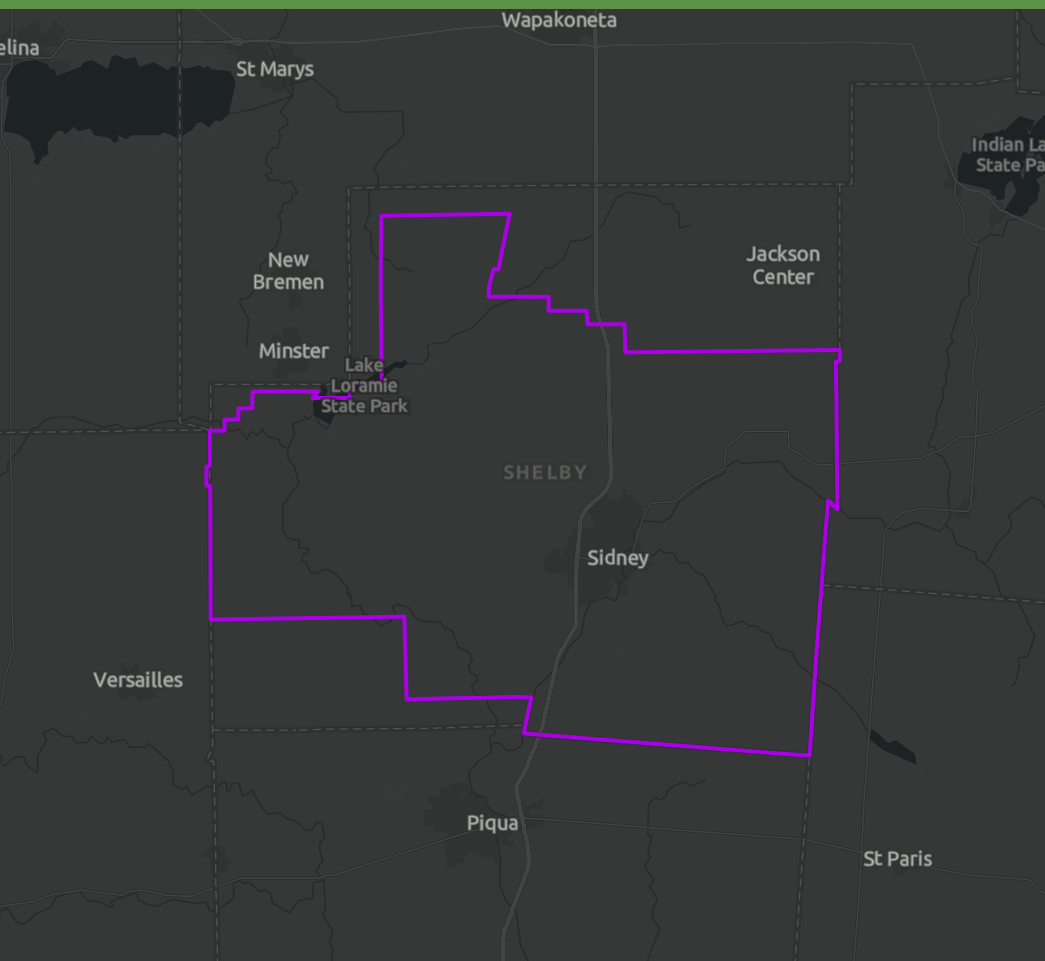 Wapakoneta
elina
St Marys
Indian La
State Pa
New
Bremen
Jackson
Center
Minster
Lake
Loramie
State Park
SHELBY
Sidney
Versailles
Piqua
St Paris